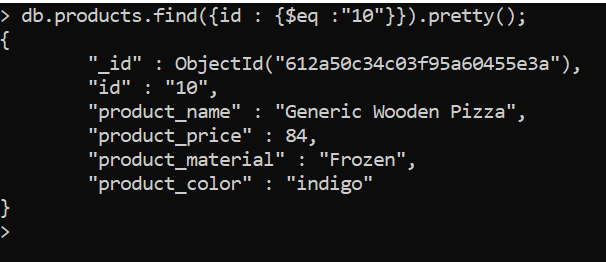 > db.products.find({id : {$eq :"10"}}).pretty();
{
        "_id" : ObjectId("612a50c34c03f95a60455e3a"),
        "id" : "10",
        "product_name" : "Generic Wooden Pizza",
        "product_price" : 84,
        "product_material" : "Frozen",
        "product_color" : "indigo"
}
>